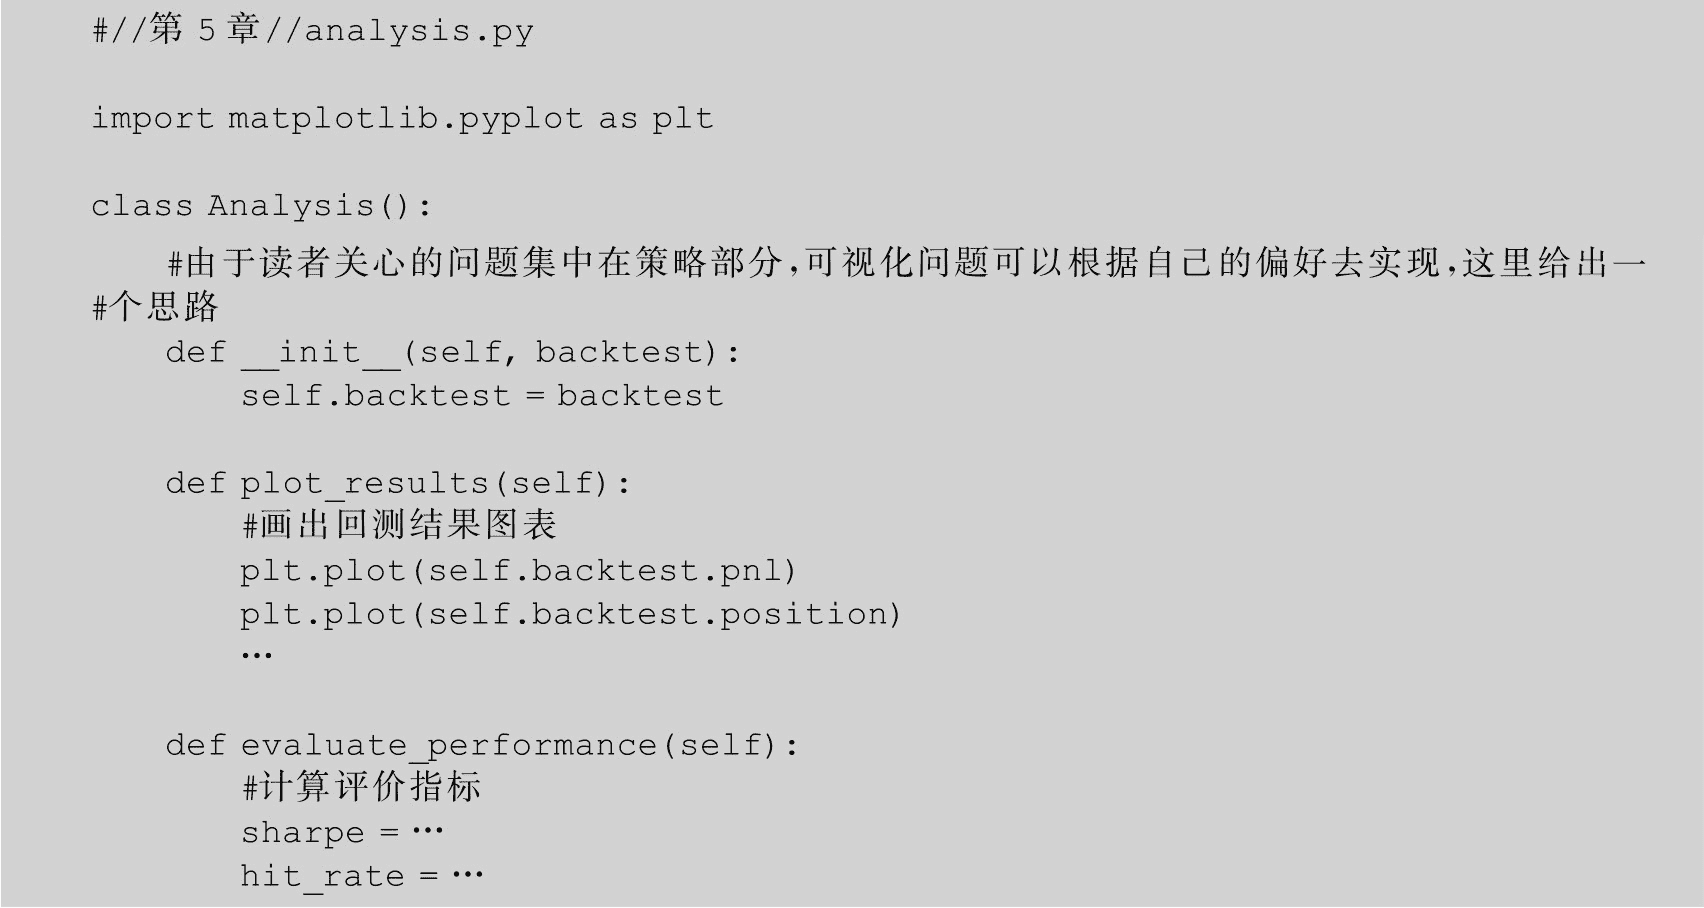 #//第 5 章//analysis.py
import matplotlib.pyplot as plt
class Analysis():
#由于读者关心的问题集中在策略部分,可视化问题可以根据自己的偏好去实现,这里给出一
#个思路
def __init__(self, backtest):
self.backtest = backtest
def plot_results(self):
#画出回测结果图表
plt.plot(self.backtest.pnl)
plt.plot(self.backtest.position)
…
def evaluate_performance(self):
#计算评价指标
sharpe = …
hit_rate = …